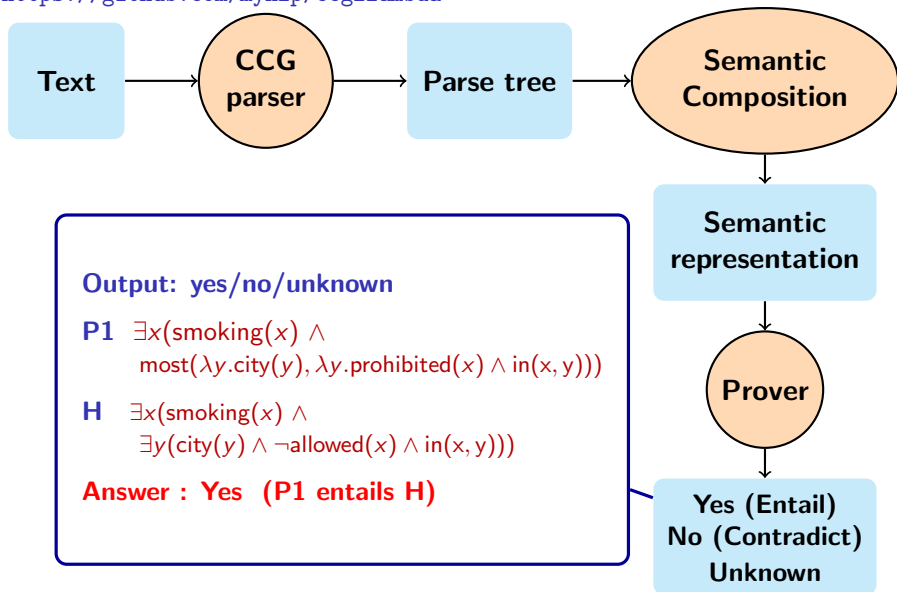 Text
CCG
parser
Parse tree
Semantic
Composition
Semantic
representation
Prover
Yes (Entail)
No (Contradict)
Unknown
Output: yes/no/unknown
P1 ∃x(smoking(x) ∧
most(λy.city(y), λy.prohibited(x) ∧ in(x, y)))
H ∃x(smoking(x) ∧
∃y(city(y) ∧ ¬allowed(x) ∧ in(x, y)))
Answer : Yes (P1 entails H)